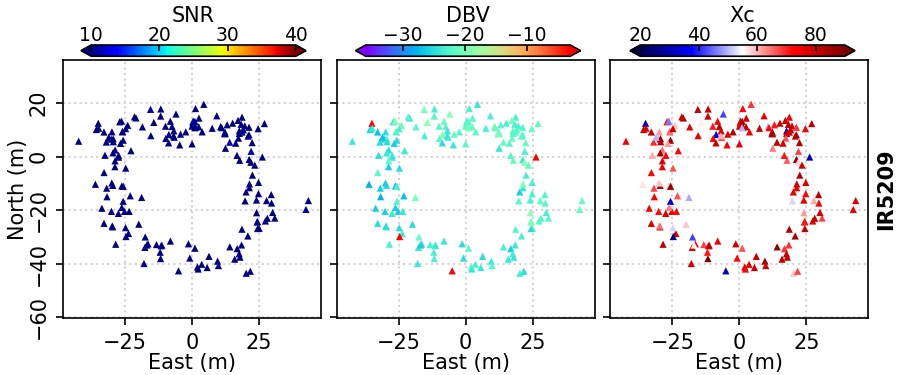 SNR DBV Xc
10 20 30 40 −30 −20 −10 20 40 60 80
20
0
−20
−40
−60
North (m)
IR5209
−25 0 25 −25 0 25 −25 0 25
East (m) East (m) East (m)